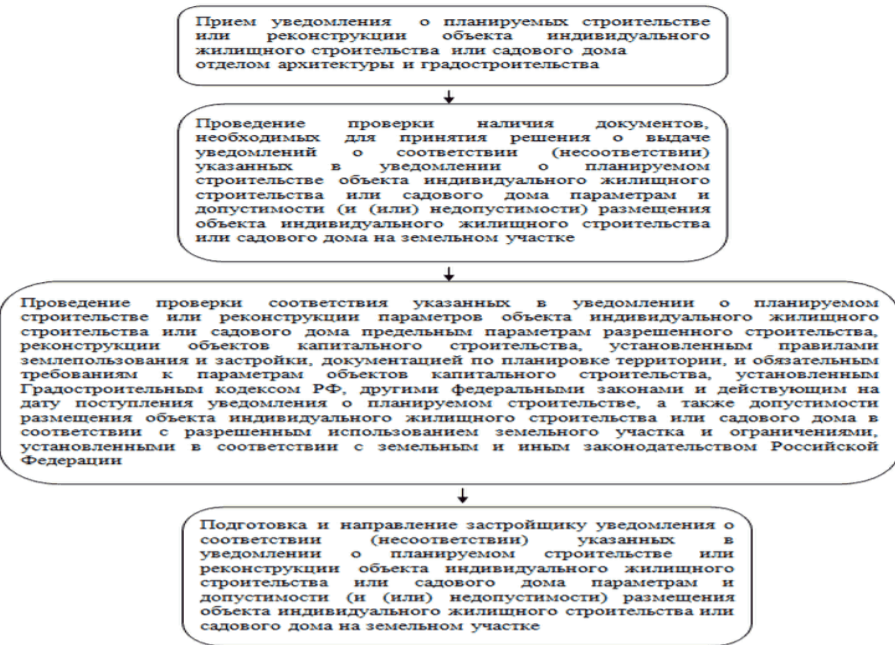 Прием уведомления о планируемых строительстве
или реконструкции объекта индивидуального
жилищного строительства или садового дома
отделом архитектуры и градостроительства
Проведение проверки наличия документов,
необходимых для принятия решения о выдаче
уведомлений о соответствии (несоответствии)
указанных в уведомлении о планируемом
строительстве объекта индивидуального жилищного
строительства или садового дома параметрам и
допустимости (и (или) недопустимости) размещения
объекта индивидуального жилищного строительства
или садового дома на земельном участке
Проведение проверки соответствия указанных в уведомлении о планируемом
строительстве или реконструкции параметров объекта индивидуального жилищного
строительства или садового дома предельным параметрам разрешенного строительства,
реконструкции объектов капитального строительства, установленным правилами
землепользования и застройки, документацией по планировке территории, и обязательным
требованиям к параметрам объектов капитального строительства, установленным
Градостроительным кодексом РФ, другими федеральными законами и действующим на
дату поступления уведомления о планируемом строительстве, а также допустимости
размещения объекта индивидуального жилищного строительства или садового дома в
соответствии с разрешенным использованием земельного участка и ограничениями,
установленными в соответствии с земельным и иным законодательством Российской
Федерации
Подготовка и направление застройщику уведомления о
соответствии (несоответствии) указанных в
уведомлении о планируемом строительстве или
реконструкции объекта индивидуального жилищного
строительства или садового дома параметрам и
допустимости (и (или) недопустимости) размещения
объекта индивидуального жилищного строительства или
садового дома на земельном участке